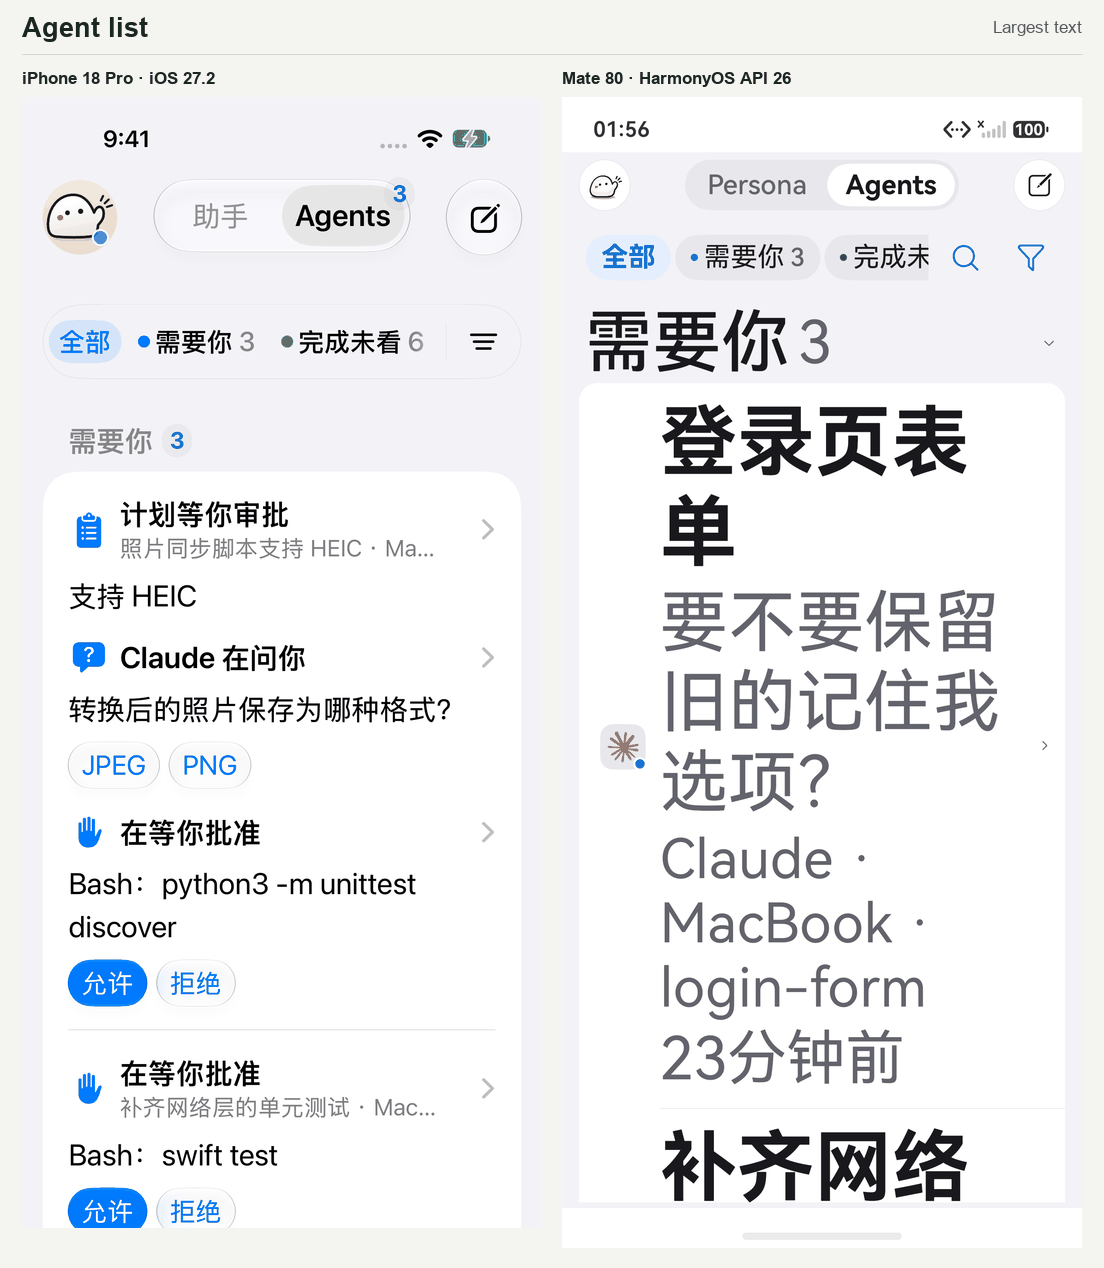 Agent list
Largest text
iPhone 18 Pro · iOS 27.2
9:41
助手
Agents
3
全部
需要你 3
完成未看 6
需要你 3
计划等你审批
照片同步脚本支持 HEIC · Ma...
支持 HEIC
Claude 在问你
转换后的照片保存为哪种格式?
JPEG
PNG
在等你批准
Bash：python3 -m unittest
discover
允许
拒绝
在等你批准
补齐网络层的单元测试 · Mac...
Bash：swift test
允许
拒绝
Mate 80 · HarmonyOS API 26
01:56
100
Persona
Agents
全部
需要你 3
完成未
需要你 3
登录页表
单
要不要保留
旧的记住我
选项?
Claude ·
MacBook ·
login-form
23分钟前
补齐网络